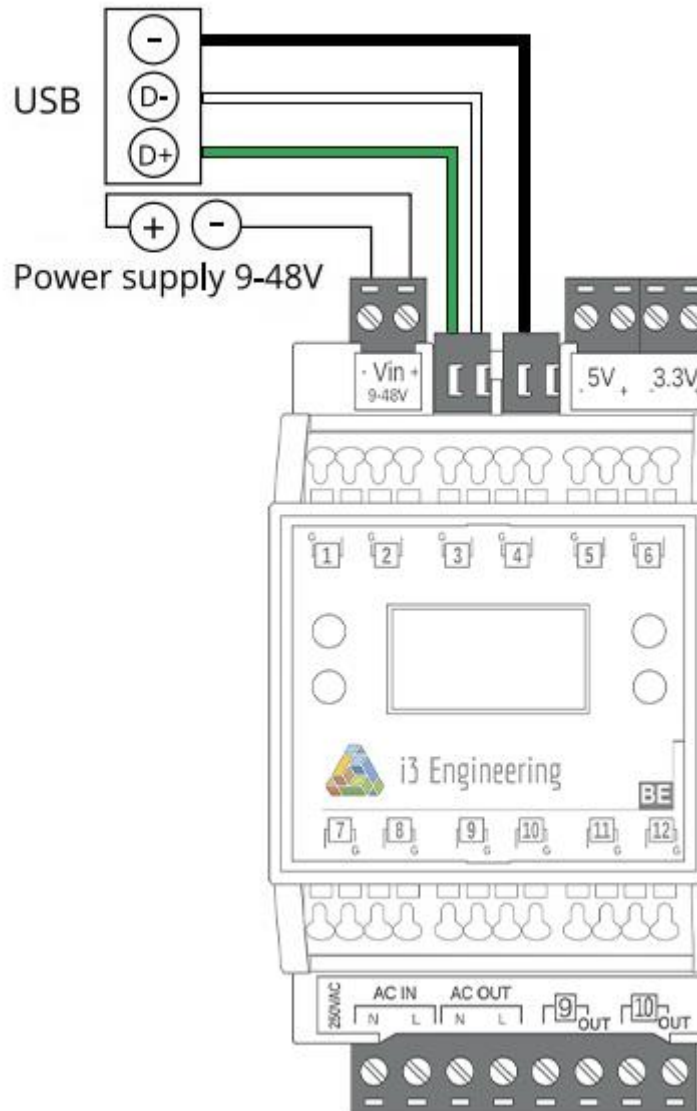 -
USB
D-
D+
+ -
Power supply 9-48V
- Vin +
9-48V
5V
- +
3.3V
-
G G G G G G
1 2 3 4 5 6
i3 Engineering
BE
7 8 9 10 11 12
G G G G G G
250VAC
AC IN AC OUT
N L N L
9 OUT 10 OUT